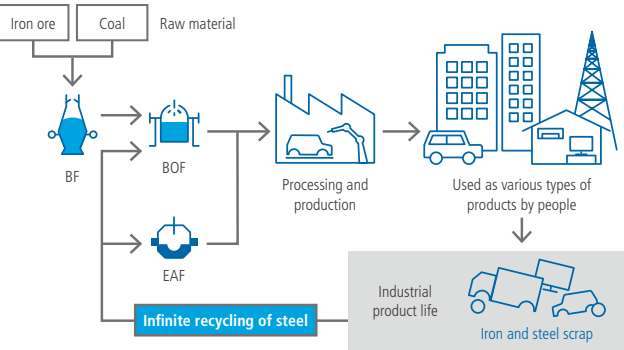 Iron ore
Coal
Raw material
BF
BOF
EAF
Processing and
production
Used as various types of
products by people
Industrial
product life
Iron and steel scrap
Infinite recycling of steel